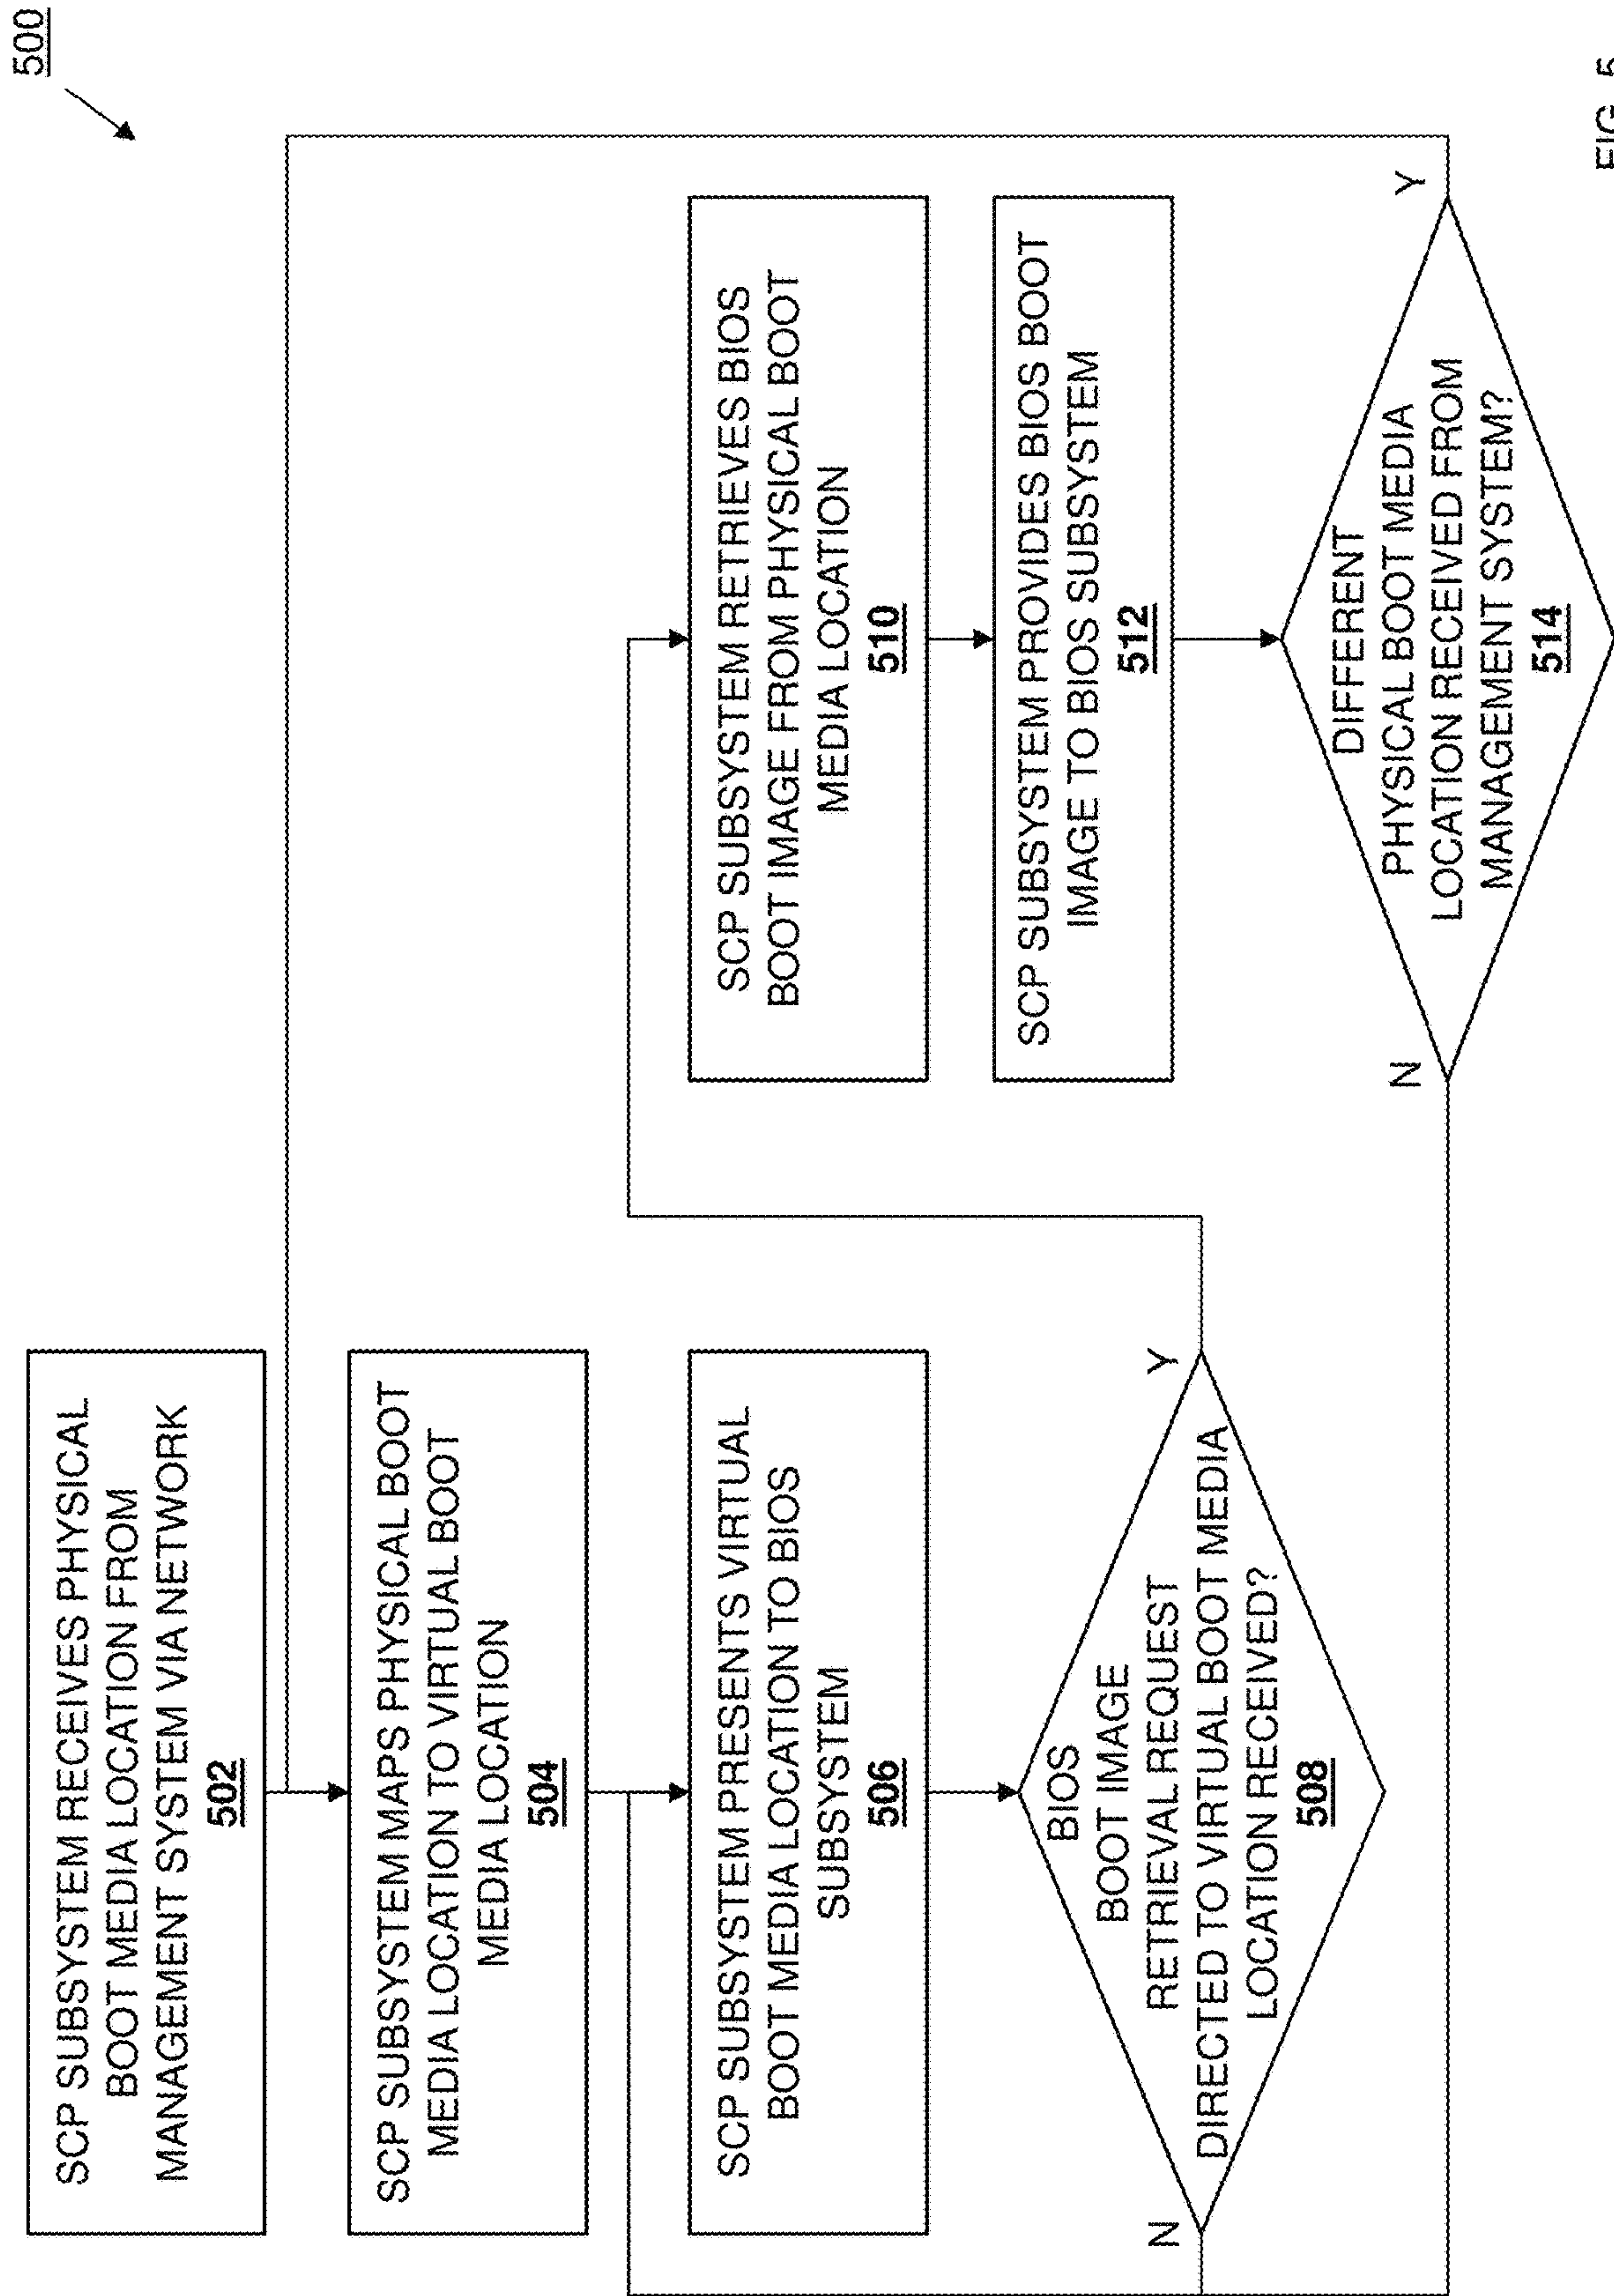 500
SCP SUBSYSTEM RECEIVES PHYSICAL
BOOT MEDIA LOCATION FROM
MANAGEMENT SYSTEM VIA NETWORK
502
SCP SUBSYSTEM MAPS PHYSICAL BOOT
MEDIA LOCATION TO VIRTUAL BOOT
MEDIA LOCATION
504
SCP SUBSYSTEM PRESENTS VIRTUAL
BOOT MEDIA LOCATION TO BIOS
SUBSYSTEM
506
BIOS
BOOT IMAGE
RETRIEVAL REQUEST
DIRECTED TO VIRTUAL BOOT MEDIA
LOCATION RECEIVED?
508
N
Y
SCP SUBSYSTEM RETRIEVES BIOS
BOOT IMAGE FROM PHYSICAL BOOT
MEDIA LOCATION
510
SCP SUBSYSTEM PROVIDES BIOS BOOT
IMAGE TO BIOS SUBSYSTEM
512
DIFFERENT
PHYSICAL BOOT MEDIA
LOCATION RECEIVED FROM
MANAGEMENT SYSTEM?
514
N
Y
FIG. 5